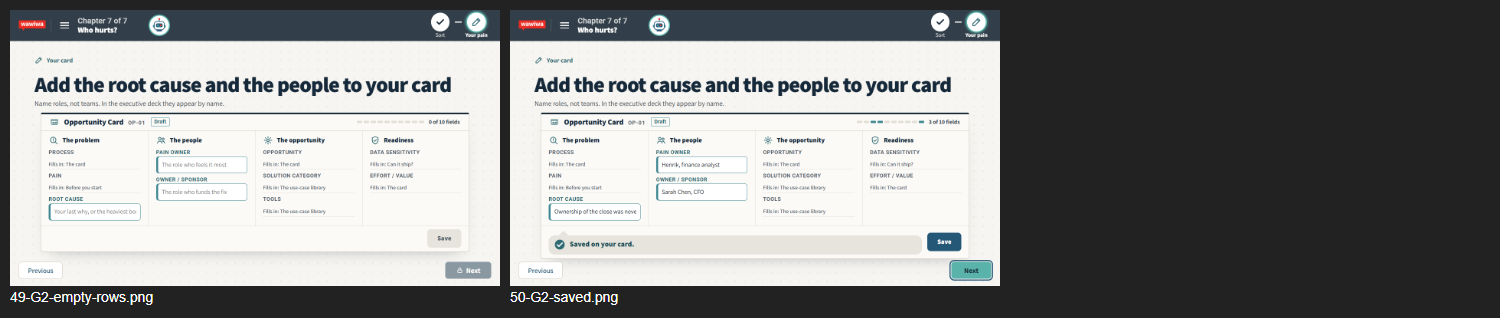 wawiwa
Chapter 7 of 7
Who hurts?
Sort
Your pain
Your card
Add the root cause and the people to your card
Name roles, not teams. In the executive deck they appear by name.
Opportunity Card OP-01 Draft
0 of 10 fields
The problem
The people
The opportunity
Readiness
PROCESS
PAIN OWNER
OPPORTUNITY
DATA SENSITIVITY
Fills in: The card
The role who feels it most
Fills in: The card
Fills in: Can it ship?
PAIN
OWNER / SPONSOR
SOLUTION CATEGORY
EFFORT / VALUE
Fills in: Before you start
The role who funds the fix
Fills in: The use-case library
Fills in: The card
ROOT CAUSE
TOOLS
Your last why, or the heaviest bo
Fills in: The use-case library
Save
Previous
Next
49-G2-empty-rows.png
wawiwa
Chapter 7 of 7
Who hurts?
Sort
Your pain
Your card
Add the root cause and the people to your card
Name roles, not teams. In the executive deck they appear by name.
Opportunity Card OP-01 Draft
3 of 10 fields
The problem
The people
The opportunity
Readiness
PROCESS
PAIN OWNER
OPPORTUNITY
DATA SENSITIVITY
Fills in: The card
Henrik, finance analyst
Fills in: The card
Fills in: Can it ship?
PAIN
OWNER / SPONSOR
SOLUTION CATEGORY
EFFORT / VALUE
Fills in: Before you start
Sarah Chen, CFO
Fills in: The use-case library
Fills in: The card
ROOT CAUSE
TOOLS
Ownership of the close was neve
Fills in: The use-case library
Saved on your card.
Save
Previous
Next
50-G2-saved.png